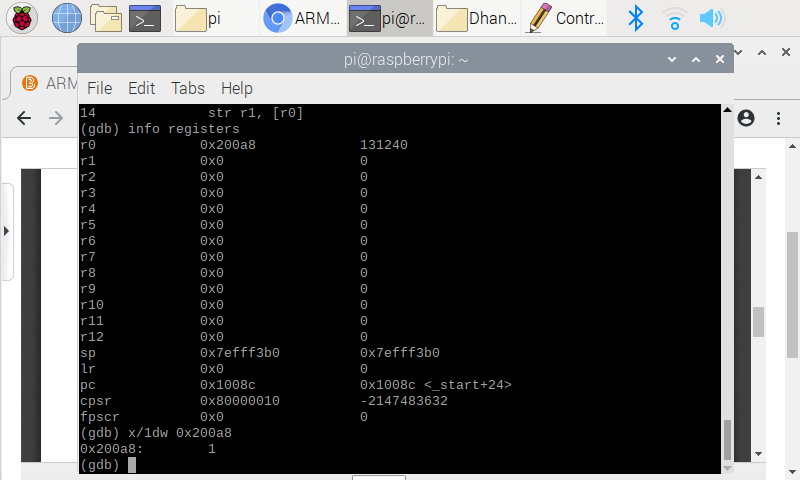 pi
ARM...
pi@r...
Dhan...
Contr...
pi@raspberrypi: ~
ARM
File Edit Tabs Help
14 str r1, [r0]
(gdb) info registers
r0 0x200a8 131240
r1 0x0 0
r2 0x0 0
r3 0x0 0
r4 0x0 0
r5 0x0 0
r6 0x0 0
r7 0x0 0
r8 0x0 0
r9 0x0 0
r10 0x0 0
r11 0x0 0
r12 0x0 0
sp 0x7efff3b0 0x7efff3b0
lr 0x0 0
pc 0x1008c 0x1008c <_start+24>
cpsr 0x80000010 -2147483632
fpscr 0x0 0
(gdb) x/1dw 0x200a8
0x200a8: 1
(gdb)